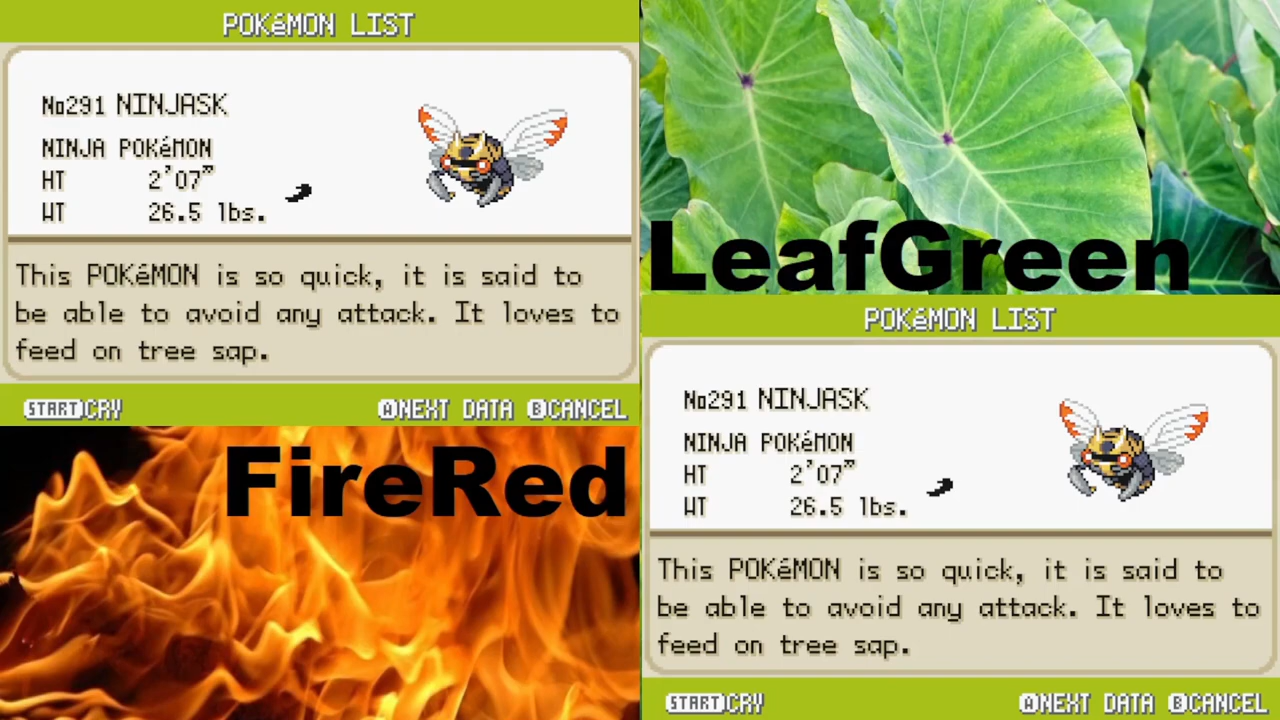 POKéMON LIST
No291 NINJASK
NINJA POKéMON
HT 2'07"
WT 26.5 lbs.
This POKéMON is so quick, it is said to
be able to avoid any attack. It loves to
feed on tree sap.
START CRY ANEXT DATA BCANCEL
FireRed
LeafGreen
POKéMON LIST
No291 NINJASK
NINJA POKéMON
HT 2'07"
WT 26.5 lbs.
This POKéMON is so quick, it is said to
be able to avoid any attack. It loves to
feed on tree sap.
START CRY ANEXT DATA BCANCEL